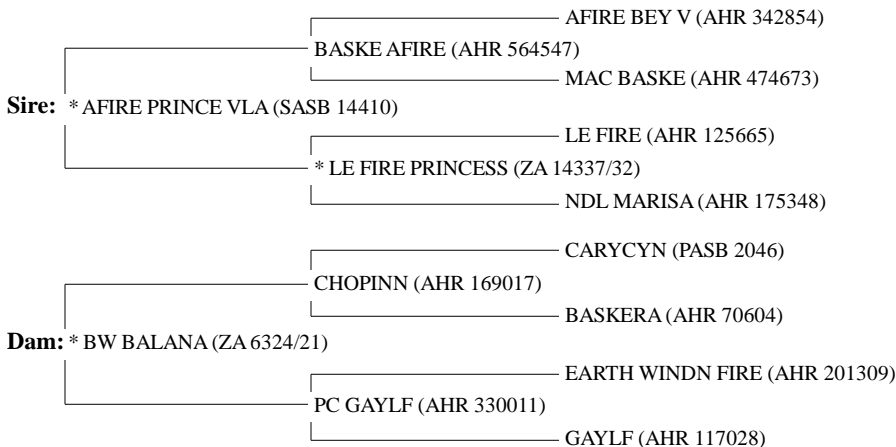 AFIRE BEY V (AHR 342854)
BASKE AFIRE (AHR 564547)
MAC BASKE (AHR 474673)
Sire: * AFIRE PRINCE VLA (SASB 14410)
LE FIRE (AHR 125665)
* LE FIRE PRINCESS (ZA 14337/32)
NDL MARISA (AHR 175348)
CARYCYN (PASB 2046)
CHOPINN (AHR 169017)
BASKERA (AHR 70604)
Dam: * BW BALANA (ZA 6324/21)
EARTH WINDN FIRE (AHR 201309)
PC GAYLF (AHR 330011)
GAYLF (AHR 117028)